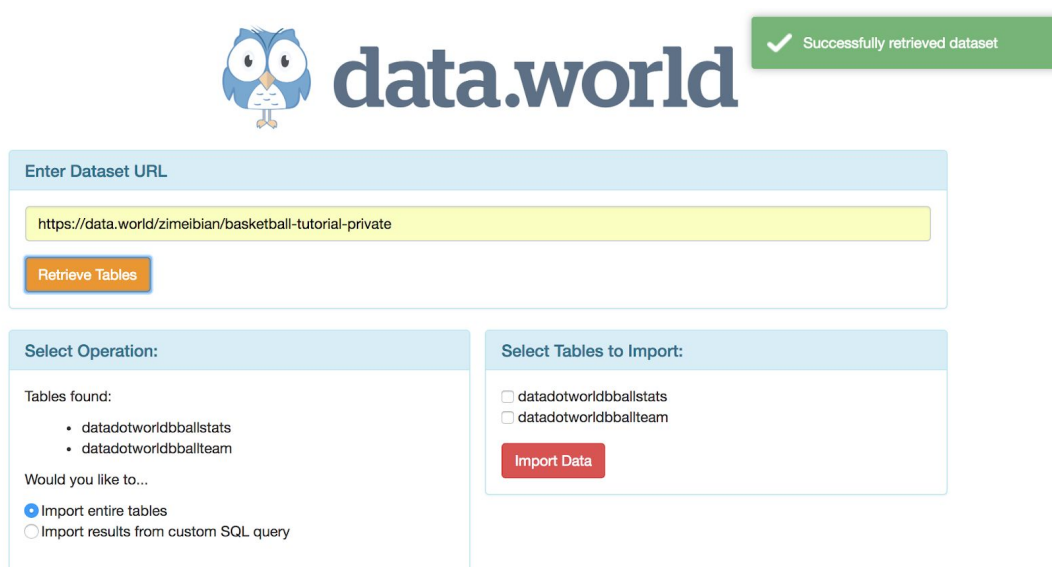 data.world
Successfully retrieved dataset
Enter Dataset URL
https://data.world/zimeibian/basketball-tutorial-private
Retrieve Tables
Select Operation:
Tables found:
• datadotworldbballstats
• datadotworldbballteam
Would you like to...
Import entire tables
Import results from custom SQL query
Select Tables to Import:
datadotworldbballstats
datadotworldbballteam
Import Data